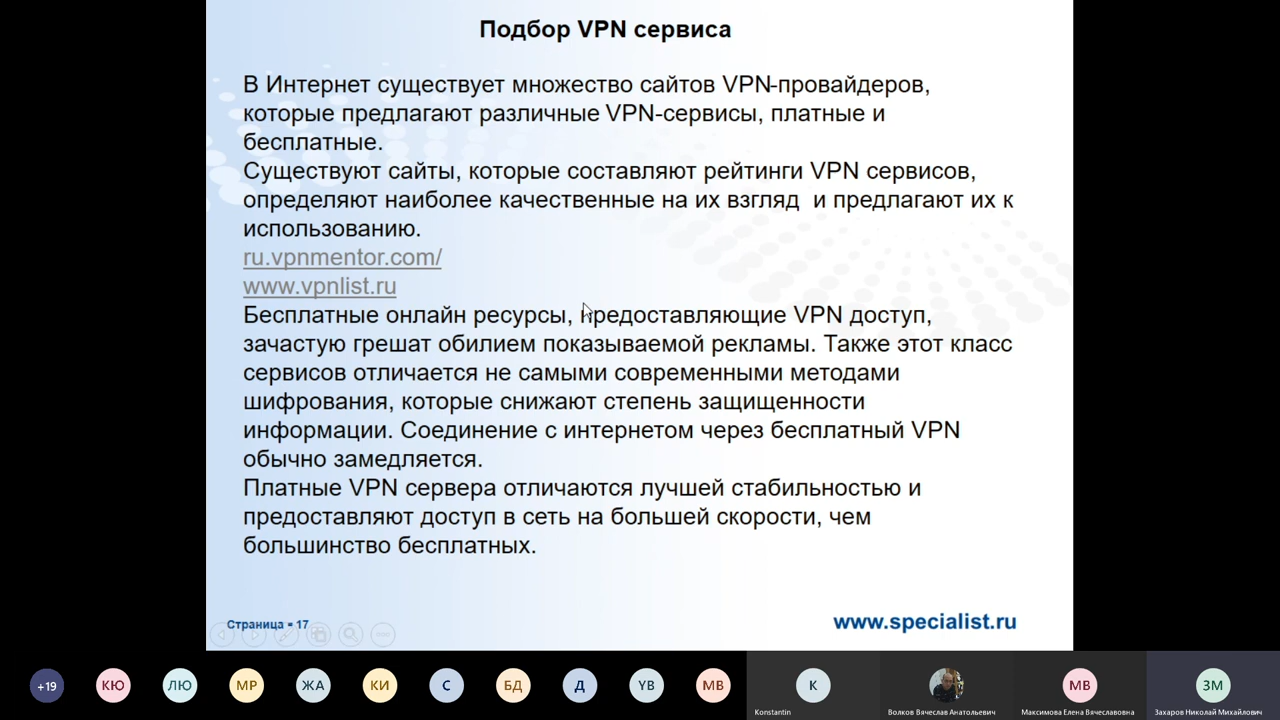 Подбор VPN сервиса
В Интернет существует множество сайтов VPN-провайдеров,
которые предлагают различные VPN-сервисы, платные и
бесплатные.
Существуют сайты, которые составляют рейтинги VPN сервисов,
определяют наиболее качественные на их взгляд и предлагают их к
использованию.
ru.vpnmentor.com/
www.vpnlist.ru
Бесплатные онлайн ресурсы, предоставляющие VPN доступ,
зачастую грешат обилием показываемой рекламы. Также этот класс
сервисов отличается не самыми современными методами
шифрования, которые снижают степень защищенности
информации. Соединение с интернетом через бесплатный VPN
обычно замедляется.
Платные VPN сервера отличаются лучшей стабильностью и
предоставляют доступ в сеть на большей скорости, чем
большинство бесплатных.
Страница ▪ 17
www.specialist.ru
+19 КЮ ЛЮ МР ЖА КИ С БД Д YB МВ К МВ ЗМ
Konstantin Волков Вячеслав Анатольевич Максимова Елена Вячеславовна Захаров Николай Михайлович